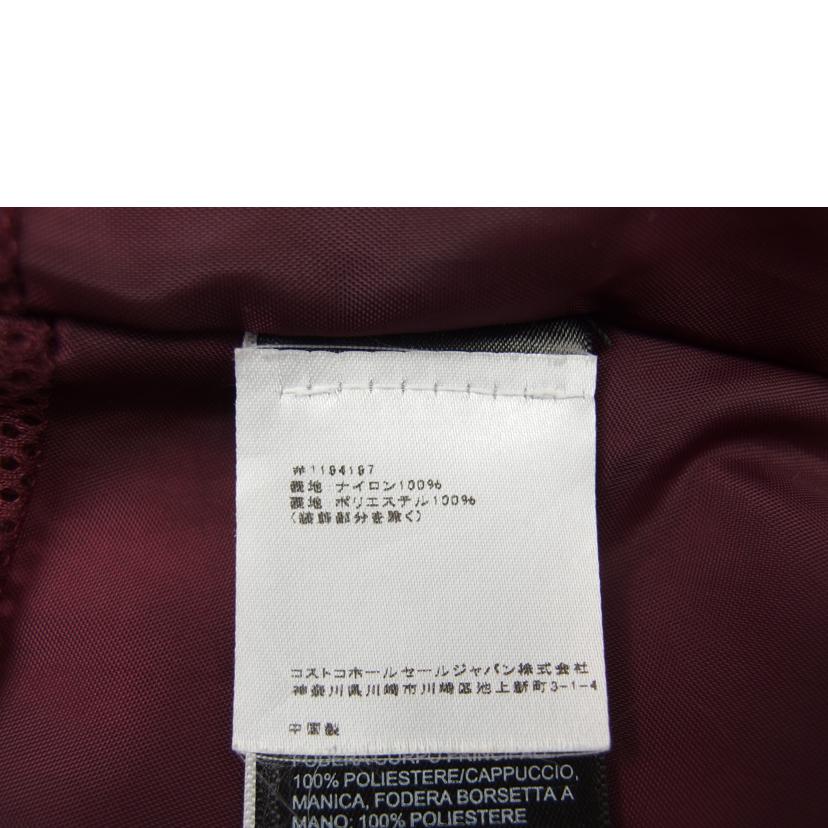 #1194197
表地 ナイロン100%
裏地 ポリエステル100%
(装飾部分を除く)
コストコホールセールジャパン株式会社
神奈川県川崎市川崎区池上新町3-1-4
中国製
FODERA CORPO PRINCIPALE
100% POLIESTERE/CAPPUCCIO,
MANICA, FODERA BORSETTA A
MANO: 100% POLIESTERE